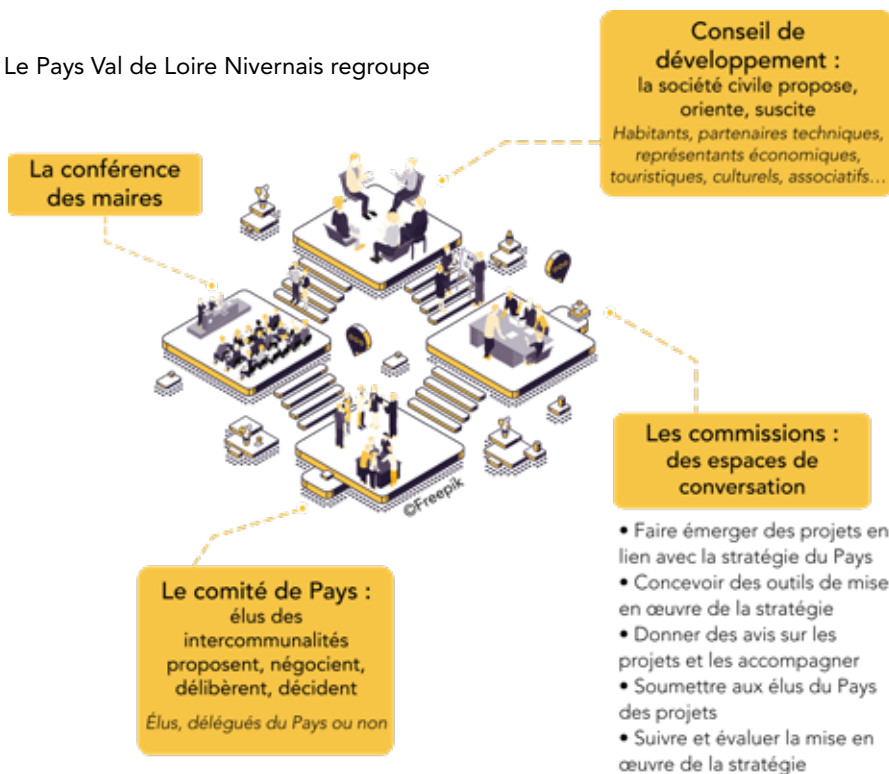 Le Pays Val de Loire Nivernais regroupe
Conseil de
développement :
la société civile propose,
oriente, suscite
Habitants, partenaires techniques,
représentants économiques,
touristiques, culturels, associatifs...
La conférence
des maires
©Freepik
Les commissions :
des espaces de
conversation
• Faire émerger des projets en
lien avec la stratégie du Pays
• Concevoir des outils de mise
en œuvre de la stratégie
• Donner des avis sur les
projets et les accompagner
• Soumettre aux élus du Pays
des projets
• Suivre et évaluer la mise en
œuvre de la stratégie
Le comité de Pays :
élus des
intercommunalités
proposent, négocient,
délibèrent, décident
Élus, délégués du Pays ou non